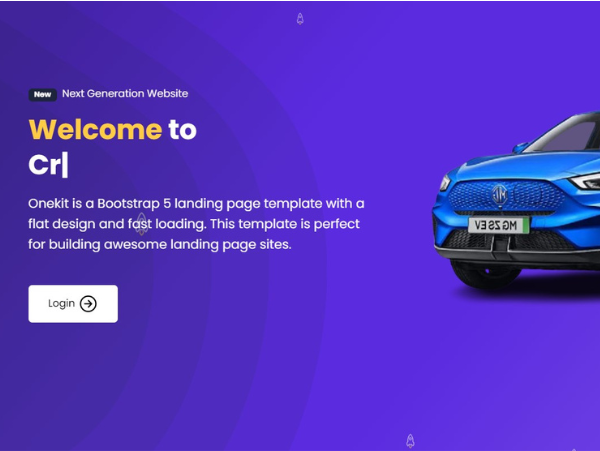 New Next Generation Website
Welcome to
Cr|
Onekit is a Bootstrap 5 landing page template with a
flat design and fast loading. This template is perfect
for building awesome landing page sites.
MG ZS EV
Login